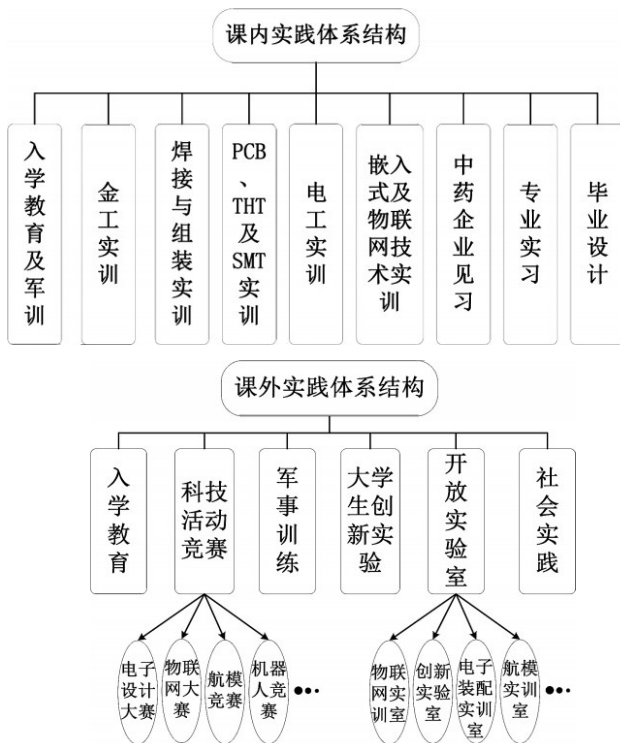 课内实践体系结构
入学教育及军训
金工实训
焊接与组装实训
PCB
、
THT
及
SMT
实
训
电工实训
嵌入
式及
物联
网技
术实
训
中药企业见习
专业实习
毕业设计
课外实践体系结构
入学教育
科技
活动
竞赛
军事训练
大学
生创
新实
验
开放实验室
社会实践
电子
设计
大赛
物联
网大
赛
航模
竞赛
机器
人竞
赛
•••
物联
网实
训室
创新
实验
室
电子
装配
实训
室
航模
实训
室
•••